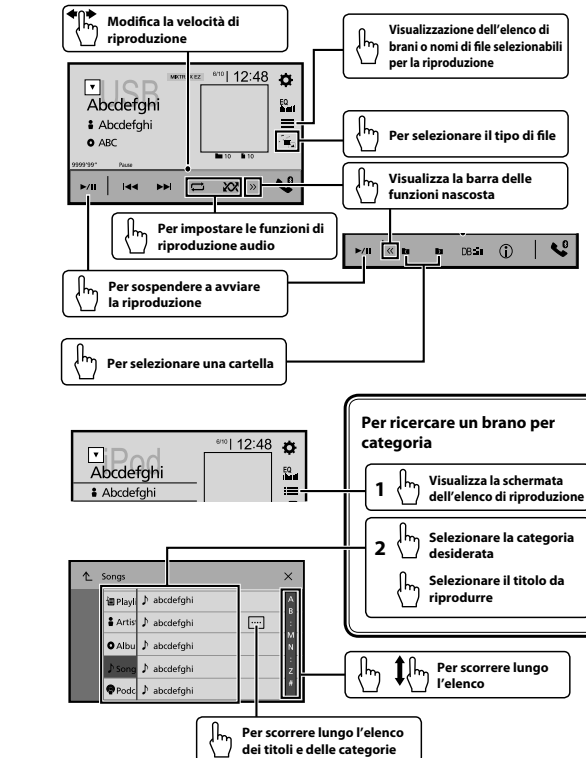 Modifica la velocità di
riproduzione
Visualizzazione dell'elenco di
brani o nomi di file selezionabili
per la riproduzione
USB
MIXTRAX EZ
6/10 12:48
Abcdefghi
EQ
Abcdefghi
ABC
10 10
9999'99" Pause
Per selezionare il tipo di file
Visualizza la barra delle
funzioni nascosta
Per impostare le funzioni di
riproduzione audio
DB
Per sospendere a avviare
la riproduzione
Per selezionare una cartella
Per ricercare un brano per
categoria
1 Visualizza la schermata
dell'elenco di riproduzione
2 Selezionare la categoria
desiderata
Selezionare il titolo da
riprodurre
iPod
6/10 12:48
Abcdefghi
EQ
Abcdefghi
Songs
Playli abcdefghi
Artis abcdefghi
Albu abcdefghi
Song abcdefghi
Podc abcdefghi
A
B
:
M
N
:
Z
#
Per scorrere lungo
l'elenco
Per scorrere lungo l'elenco
dei titoli e delle categorie